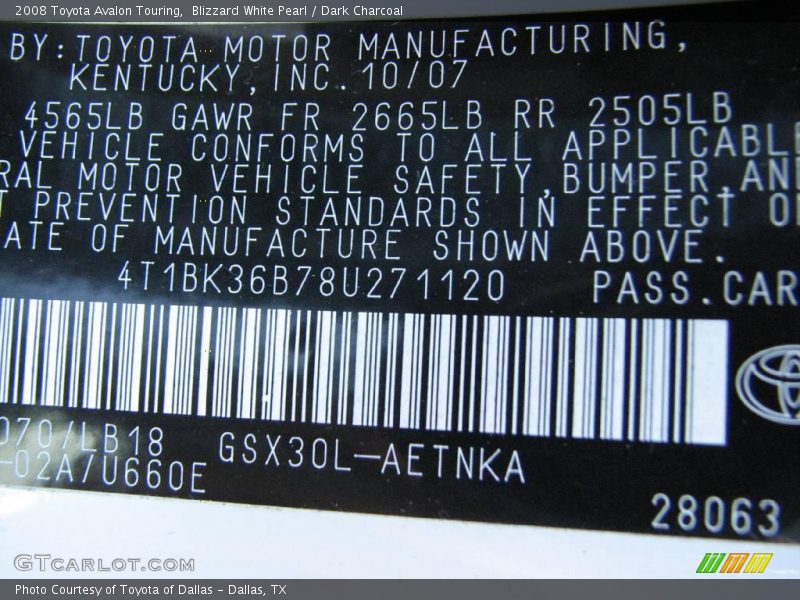 2008 Toyota Avalon Touring,  Blizzard White Pearl / Dark Charcoal
BY:TOYOTA MOTOR MANUFACTURING,
KENTUCKY,INC. 10/07
4565LB GAWR FR 2665LB RR 2505LB
VEHICLE CONFORMS TO ALL APPLICABLE
RAL MOTOR VEHICLE SAFETY,BUMPER,AN
T PREVENTION STANDARDS IN EFFECT O
ATE OF MANUFACTURE SHOWN ABOVE.
4T1BK36B78U271120 PASS.CAR
070/LB18 GSX30L-AETNKA
-02A/U660E
28063
GTCARLOT.COM
Photo Courtesy of Toyota of Dallas - Dallas, TX